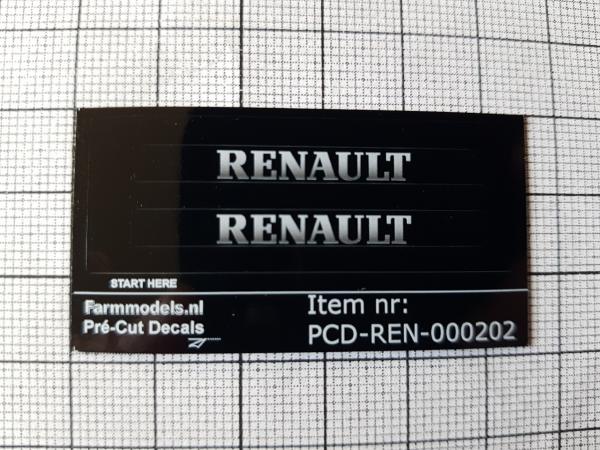 RENAULT
RENAULT
START HERE
Farmmodels.nl
Pré-Cut Decals
Item nr:
PCD-REN-000202